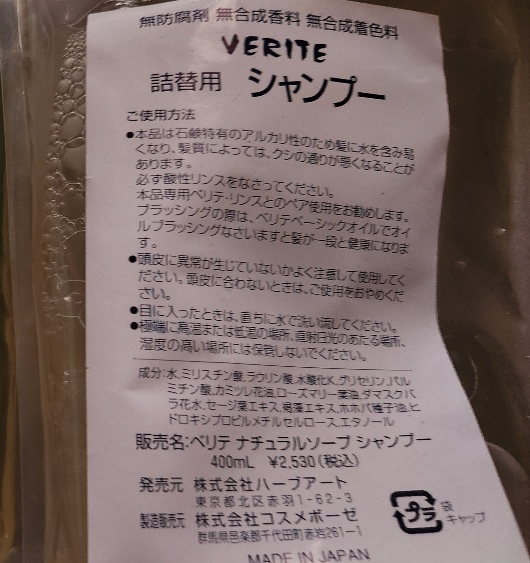 無防腐剤 無合成香料 無合成着色料
VERITE
詰替用 シャンプー
ご使用方法
●本品は石鹸特有のアルカリ性のため髪に水を含み易
くなり、髪質によっては、クシの通りが悪くなることが
あります。
必ず酸性リンスをなさってください。
本品専用ベリテ・リンスとのペア使用をお勧めします。
ブラッシングの際は、ベリテベーシックオイルでオイ
ルブラッシングなさいますと髪が一段と健康になりま
す。
●頭皮に異常が生じていないかよく注意して使用してく
ださい。頭皮に合わないときは、ご使用をおやめくだ
さい。
●目に入ったときは、直ちに水で洗い流してください。
●極端に高温または低温の場所、直射日光のあたる場所、
湿度の高い場所には保管しないでください。
成分:水、ミリスチン酸、ラウリン酸、水酸化K、グリセリン、パル
ミチン酸、カミツレ花油、ローズマリー葉油、ダマスクバ
ラ花水、セージ葉エキス、褐藻エキス、ホホバ種子油、ヒ
ドロキシプロピルメチルセルロース、エタノール
販売名:ベリテ ナチュラルソープ シャンプー
400mL ¥2,530(税込)
発売元 株式会社ハーブアート
東京都北区赤羽1-62-3
製造販売元 株式会社コスメボーゼ
群馬県邑楽郡千代田町赤岩261-1
プラ 袋
キャップ
MADE IN JAPAN